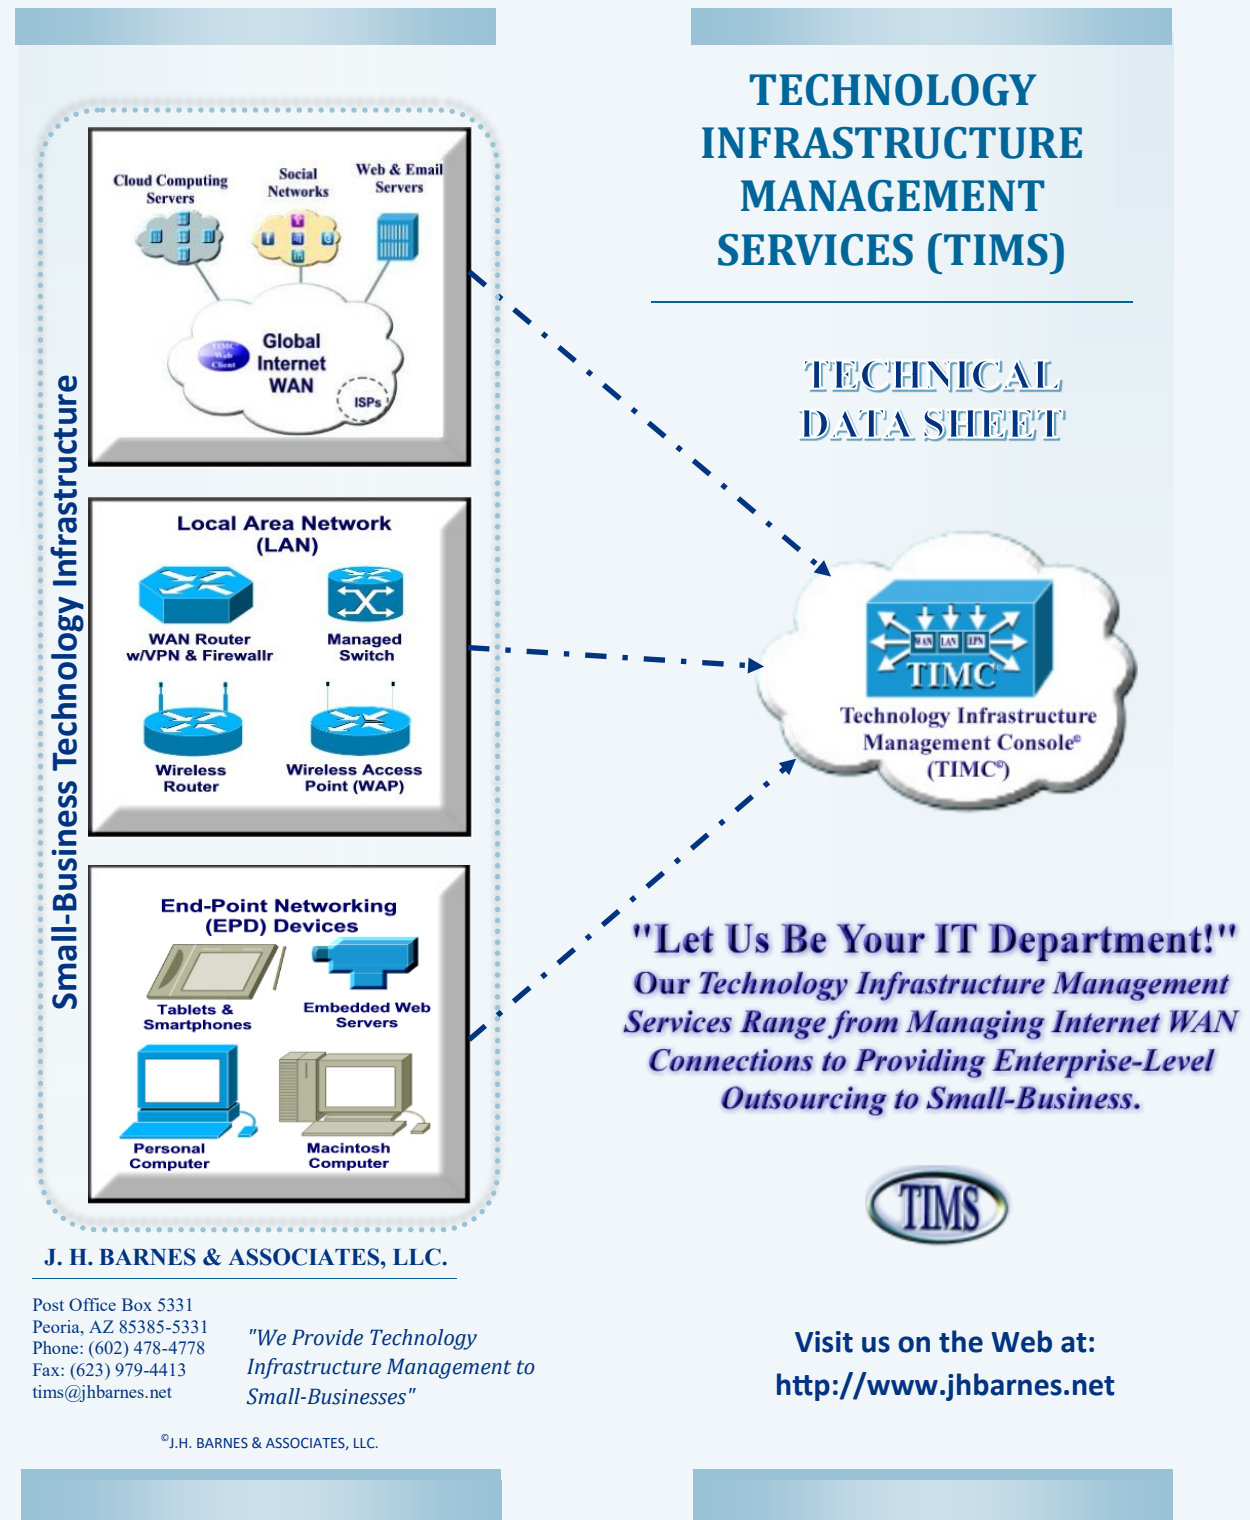 Small-Business Technology Infrastructure
Cloud Computing
Servers
Social
Networks
Web & Email
Servers
TIMC
Web
Client
Global
Internet
WAN
ISPs
Local Area Network
(LAN)
WAN Router
w/VPN & Firewallr
Managed
Switch
Wireless
Router
Wireless Access
Point (WAP)
End-Point Networking
(EPD) Devices
Tablets &
Smartphones
Embedded Web
Servers
Personal
Computer
Macintosh
Computer
J. H. BARNES & ASSOCIATES, LLC.
Post Office Box 5331
Peoria, AZ 85385-5331
Phone: (602) 478-4778
Fax: (623) 979-4413
tims@jhbarnes.net
"We Provide Technology
Infrastructure Management to
Small-Businesses"
©J.H. BARNES & ASSOCIATES, LLC.
TECHNOLOGY
INFRASTRUCTURE
MANAGEMENT
SERVICES (TIMS)
TECHNICAL
DATA SHEET
WAN LAN EPN
TIMC©
Technology Infrastructure
Management Console©
(TIMC©)
"Let Us Be Your IT Department!"
Our Technology Infrastructure Management
Services Range from Managing Internet WAN
Connections to Providing Enterprise-Level
Outsourcing to Small-Business.
TIMS
Visit us on the Web at:
http://www.jhbarnes.net